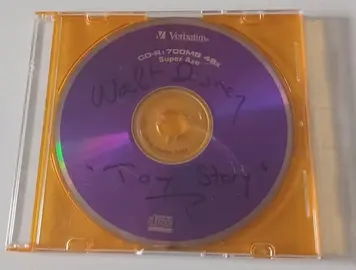 Verbatim
CD-R 700MB 48x
Super Azo
Walt Disney
"Toy Story"